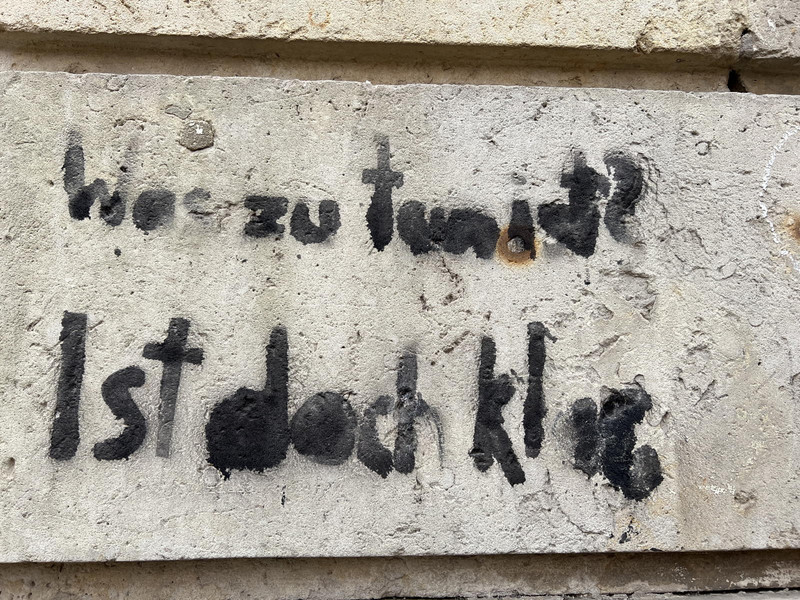 Was zu tun ist?
Ist doch klar